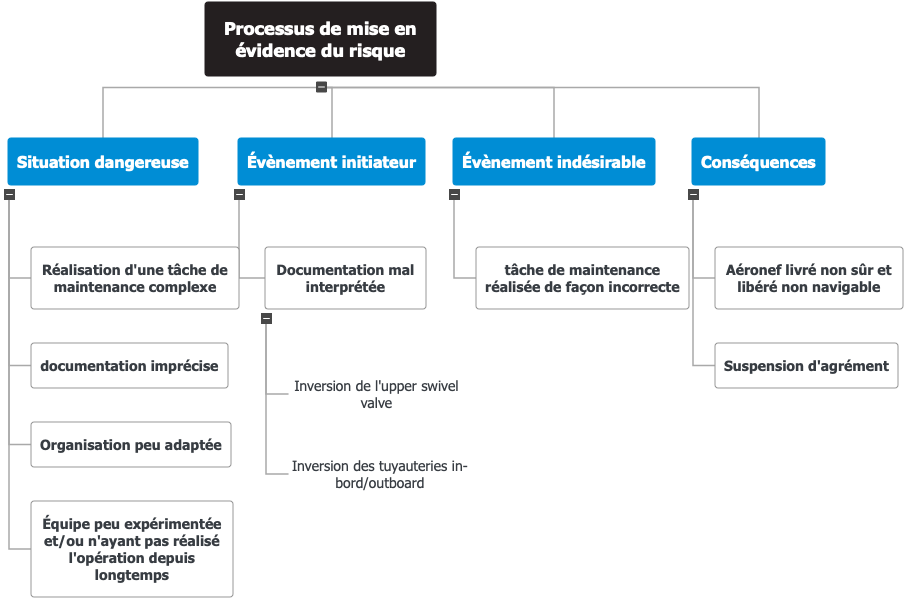 Processus de mise en
évidence du risque
Situation dangereuse
Évènement initiateur
Évènement indésirable
Conséquences
Réalisation d'une tâche de
maintenance complexe
documentation imprécise
Organisation peu adaptée
Équipe peu expérimentée
et/ou n'ayant pas réalisé
l'opération depuis
longtemps
Documentation mal
interprétée
Inversion de l'upper swivel
valve
Inversion des tuyauteries in-
bord/outboard
tâche de maintenance
réalisée de façon incorrecte
Aéronef livré non sûr et
libéré non navigable
Suspension d'agrément